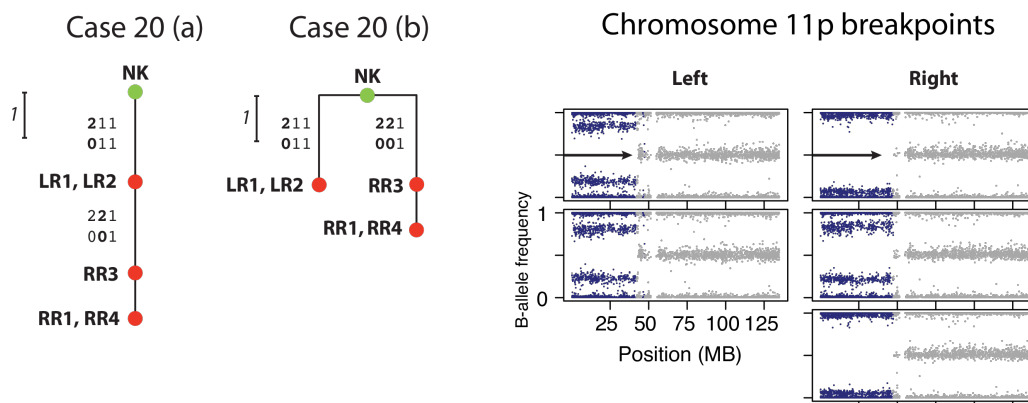 Case 20 (a)
NK
1
211
011
LR1, LR2
221
001
RR3
RR1, RR4
Case 20 (b)
NK
1
211
011
221
001
LR1, LR2
RR3
RR1, RR4
Chromosome 11p breakpoints
Left
Right
B-allele frequency
1
0
25 50 75 100 125
Position (MB)